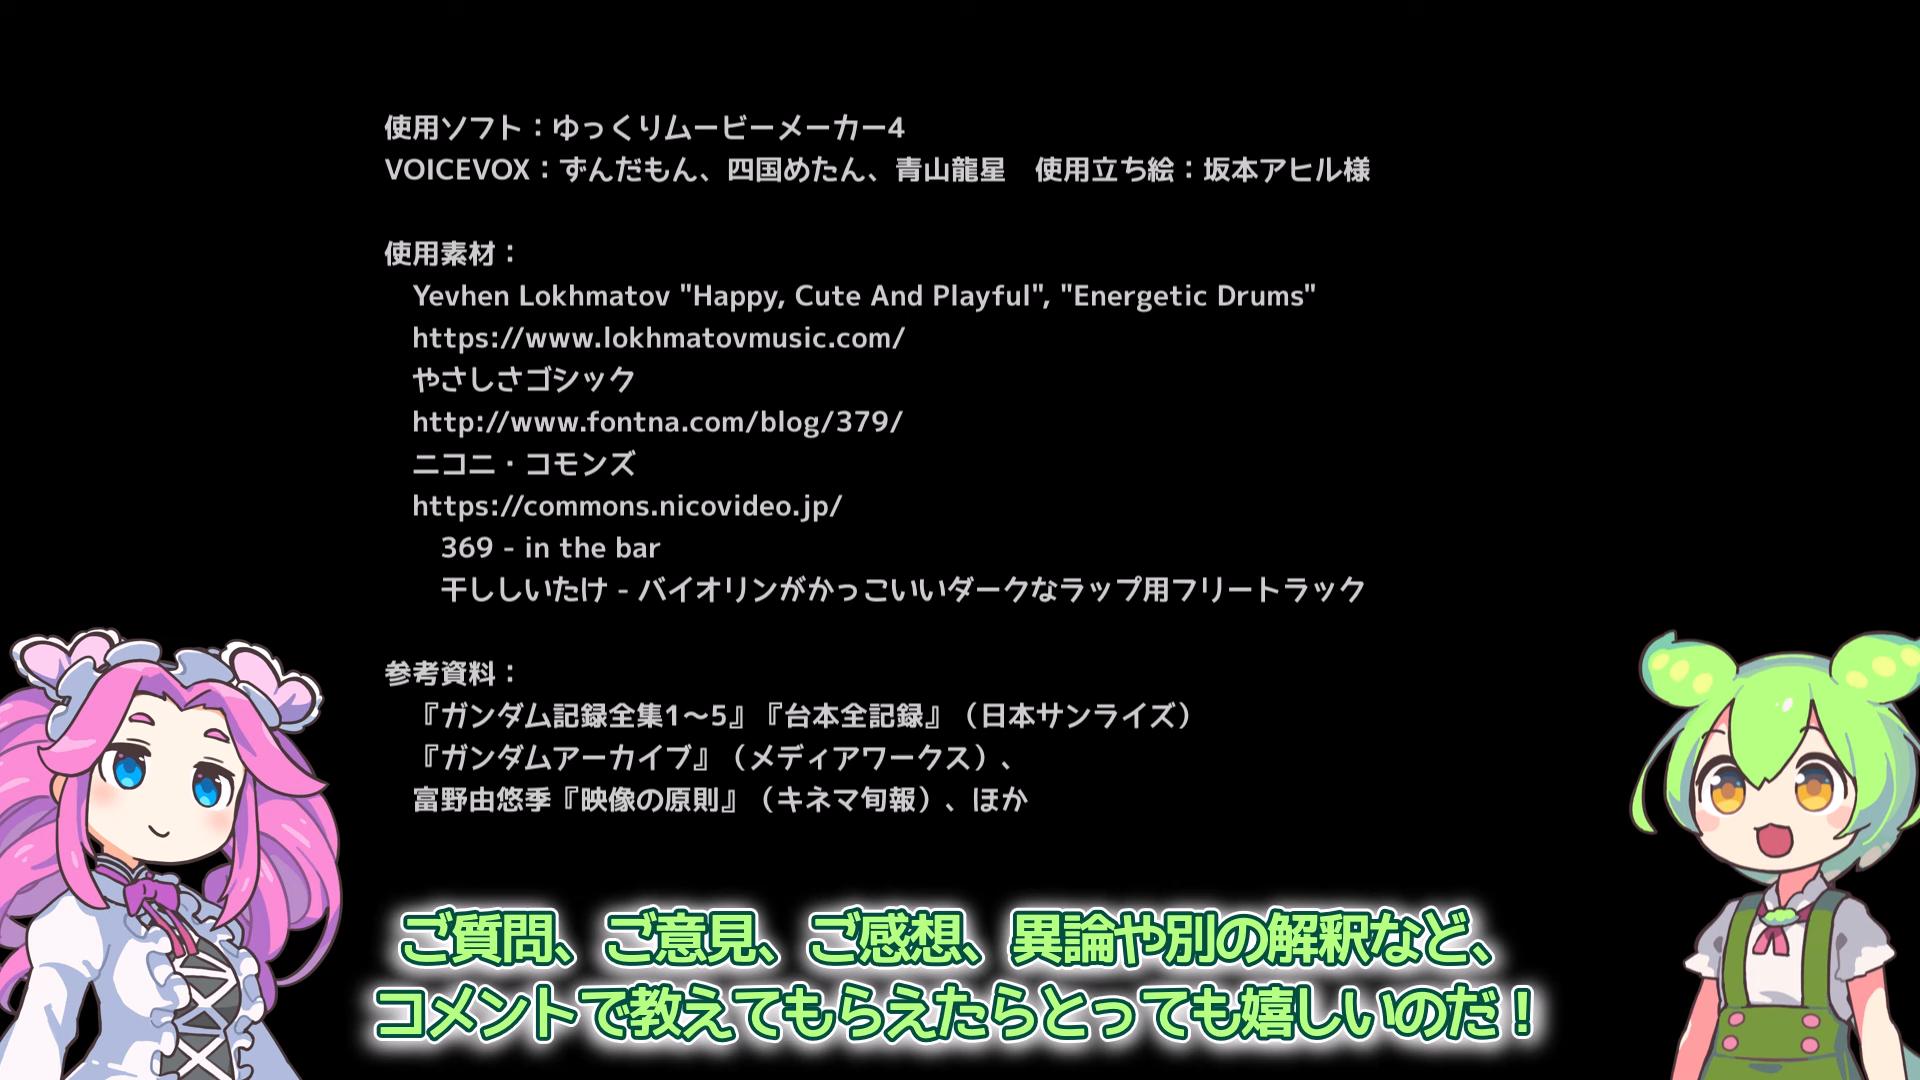 使用ソフト：ゆっくりムービーメーカー4
VOICEVOX：ずんだもん、四国めたん、青山龍星　使用立ち絵：坂本アヒル様
使用素材：
Yevhen Lokhmatov "Happy, Cute And Playful", "Energetic Drums"
https://www.lokhmatovmusic.com/
やさしさゴシック
http://www.fontna.com/blog/379/
ニコニ・コモンズ
https://commons.nicovideo.jp/
369 - in the bar
干ししいたけ - バイオリンがかっこいいダークなラップ用フリートラック
参考資料：
『ガンダム記録全集1～5』『台本全記録』（日本サンライズ）
『ガンダムアーカイブ』（メディアワークス）、
富野由悠季『映像の原則』（キネマ旬報）、ほか
ご質問、ご意見、ご感想、異論や別の解釈など、
コメントで教えてもらえたらとっても嬉しいのだ！